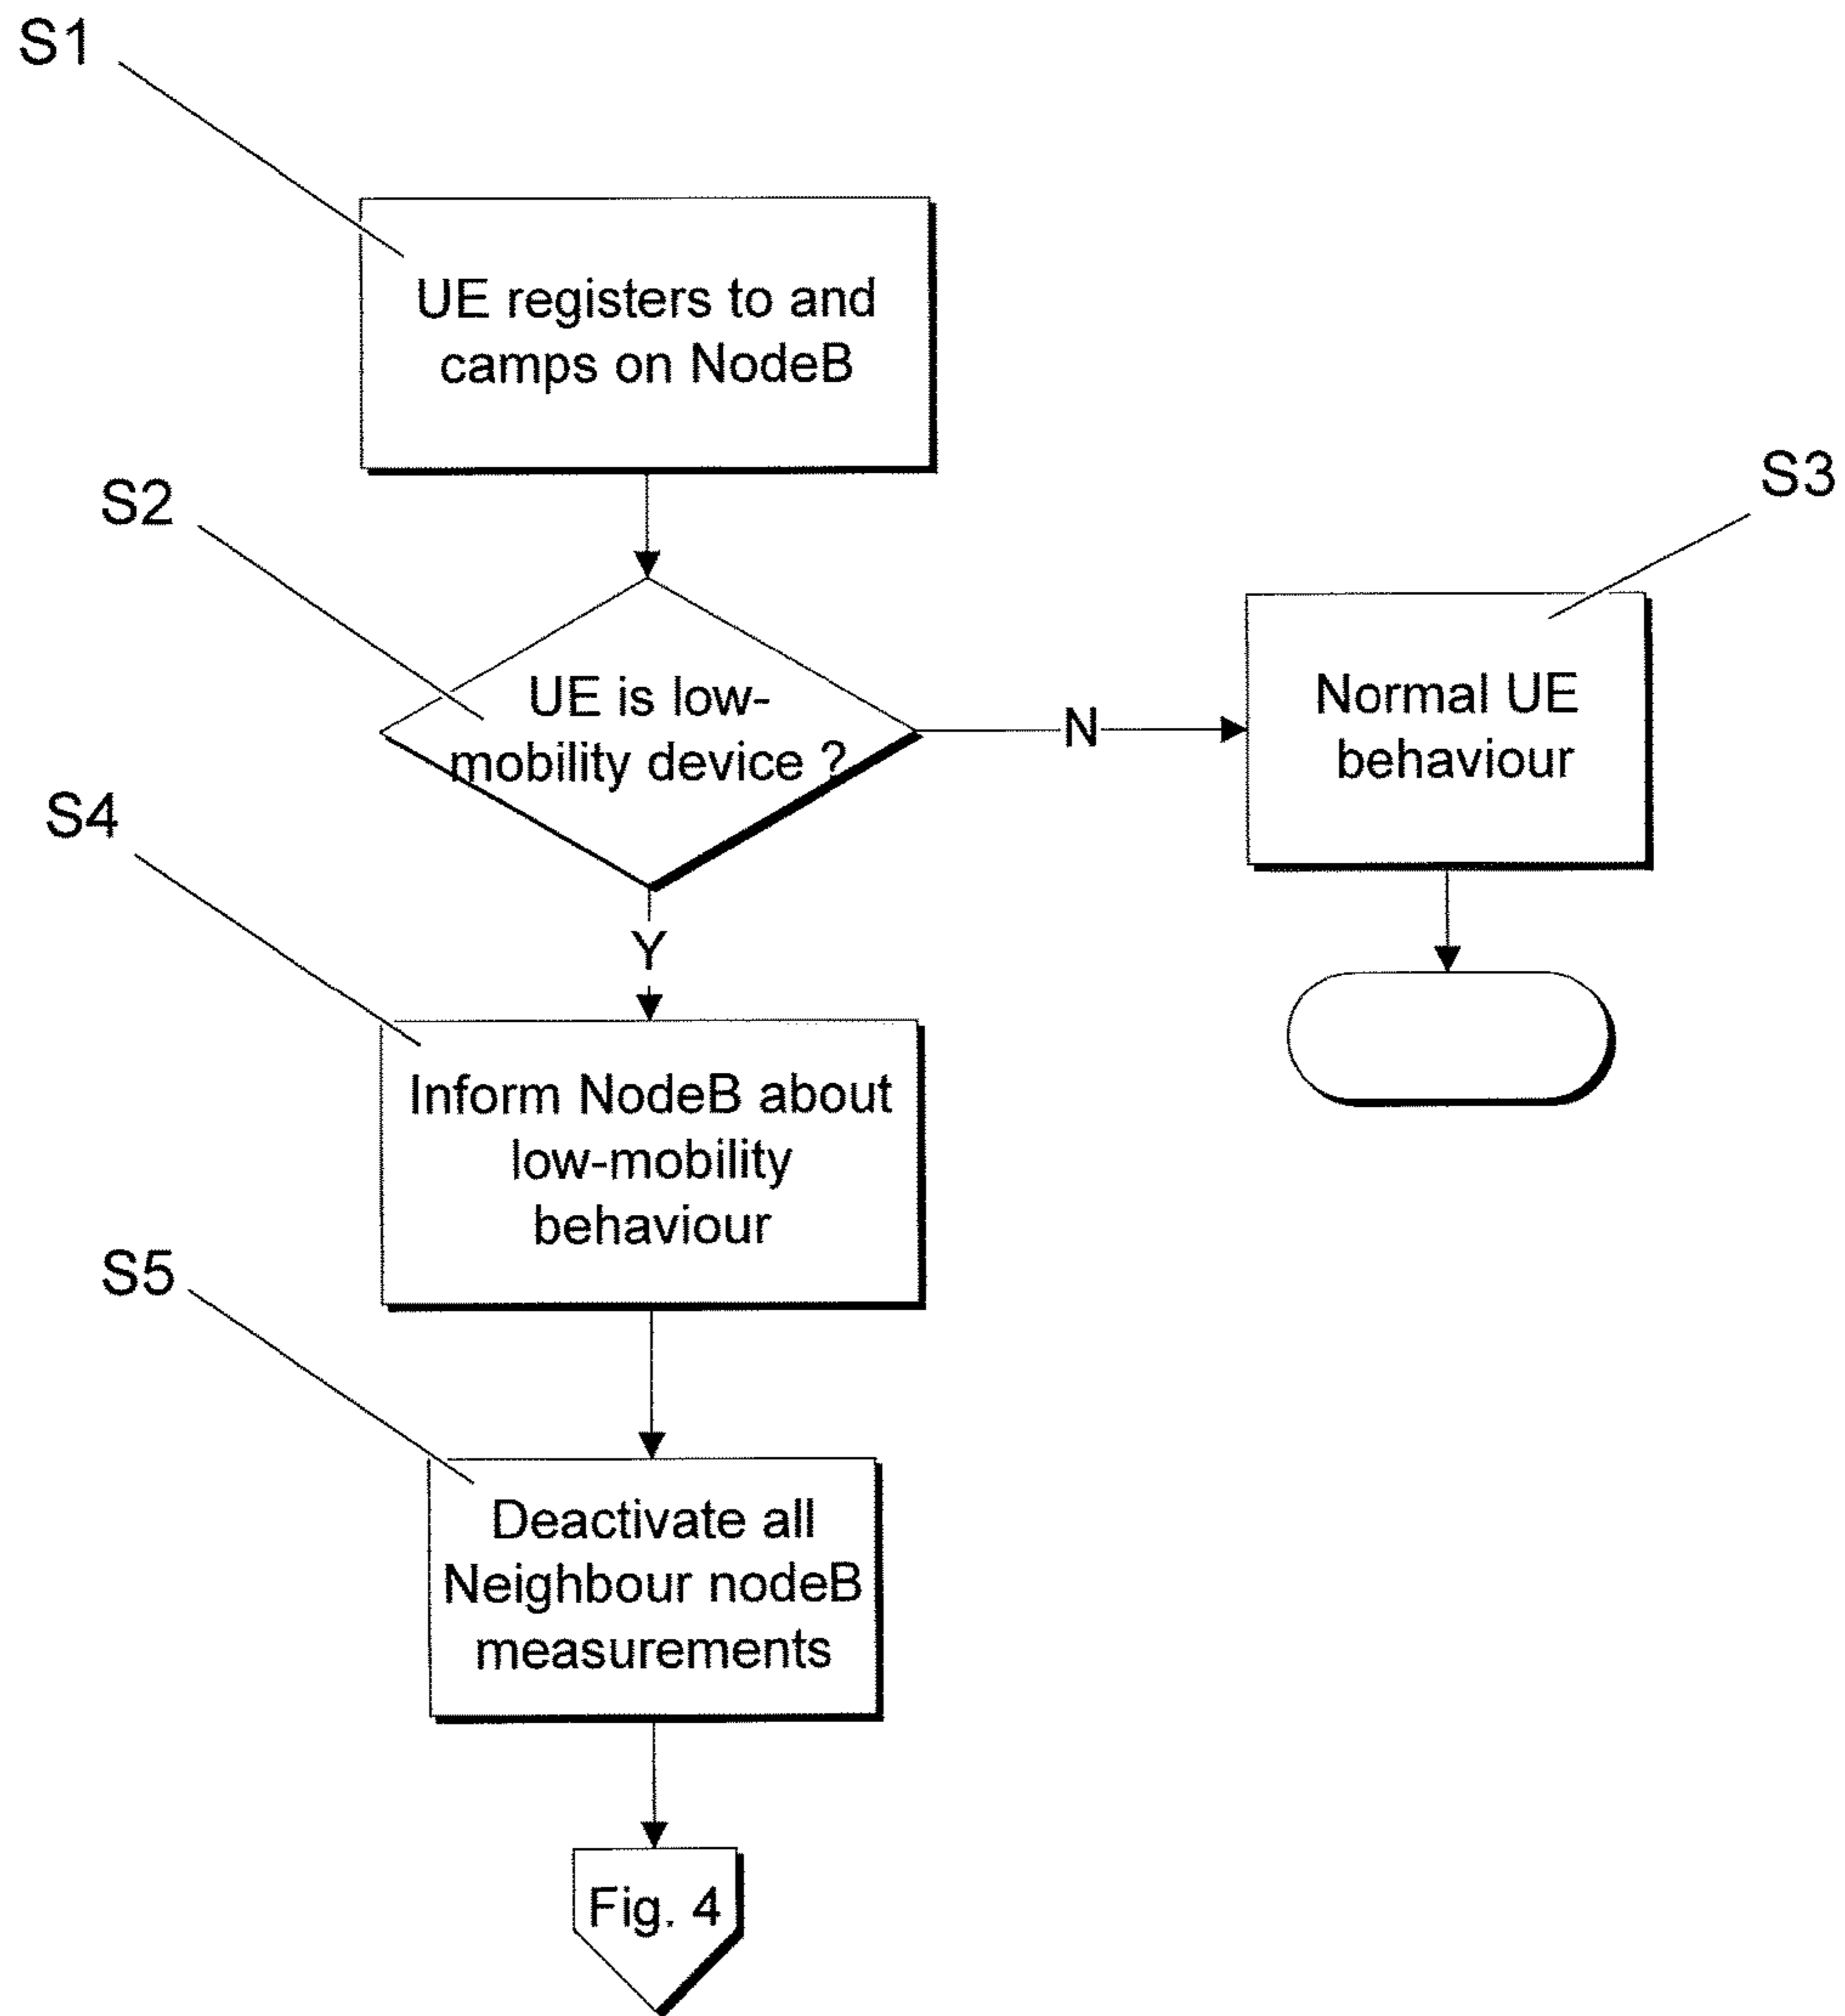 S1
UE registers to and
camps on NodeB
S2
S3
UE is low-
mobility device ?
N
Normal UE
behaviour
S4
Y
Inform NodeB about
low-mobility
behaviour
S5
Deactivate all
Neighbour nodeB
measurements
Fig. 4